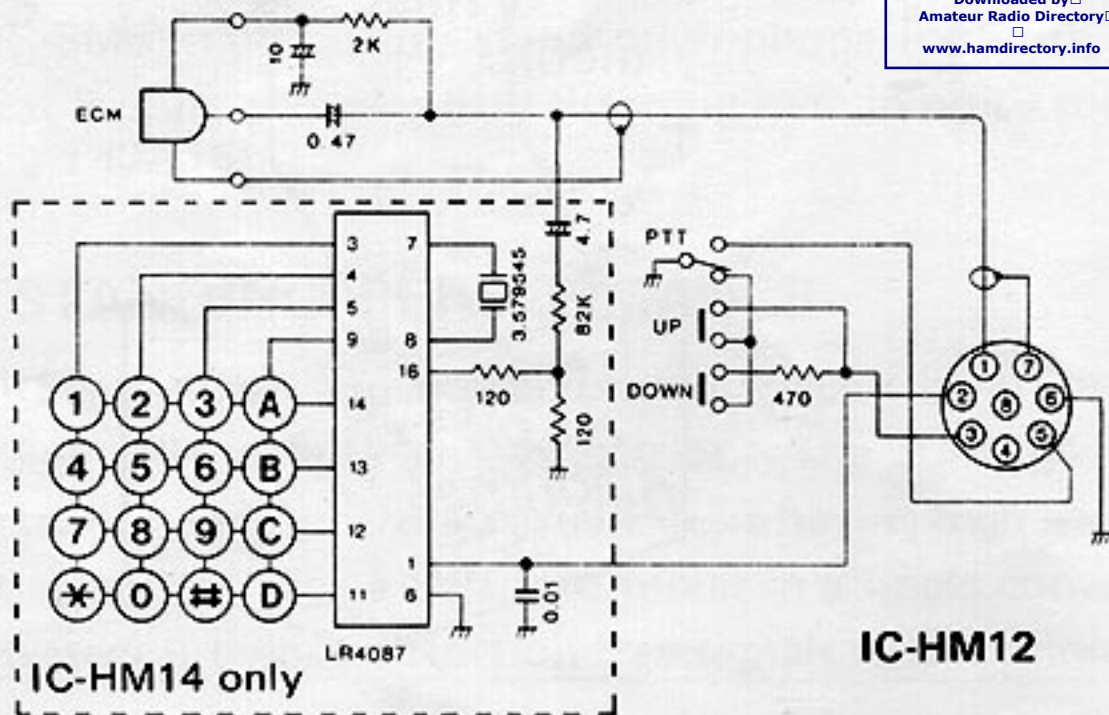 Downloaded by
Amateur Radio Directory
www.hamdirectory.info
10
2K
ECM
0.47
4.7
PTT
3
7
4
3.579545
5
82K
UP
9
8
16
120
DOWN
470
1
7
2
8
6
3
5
4
1
2
3
A
14
120
4
5
6
B
13
7
8
9
C
12
1
*
0
#
D
11
6
0.01
LR4087
IC-HM12
IC-HM14 only